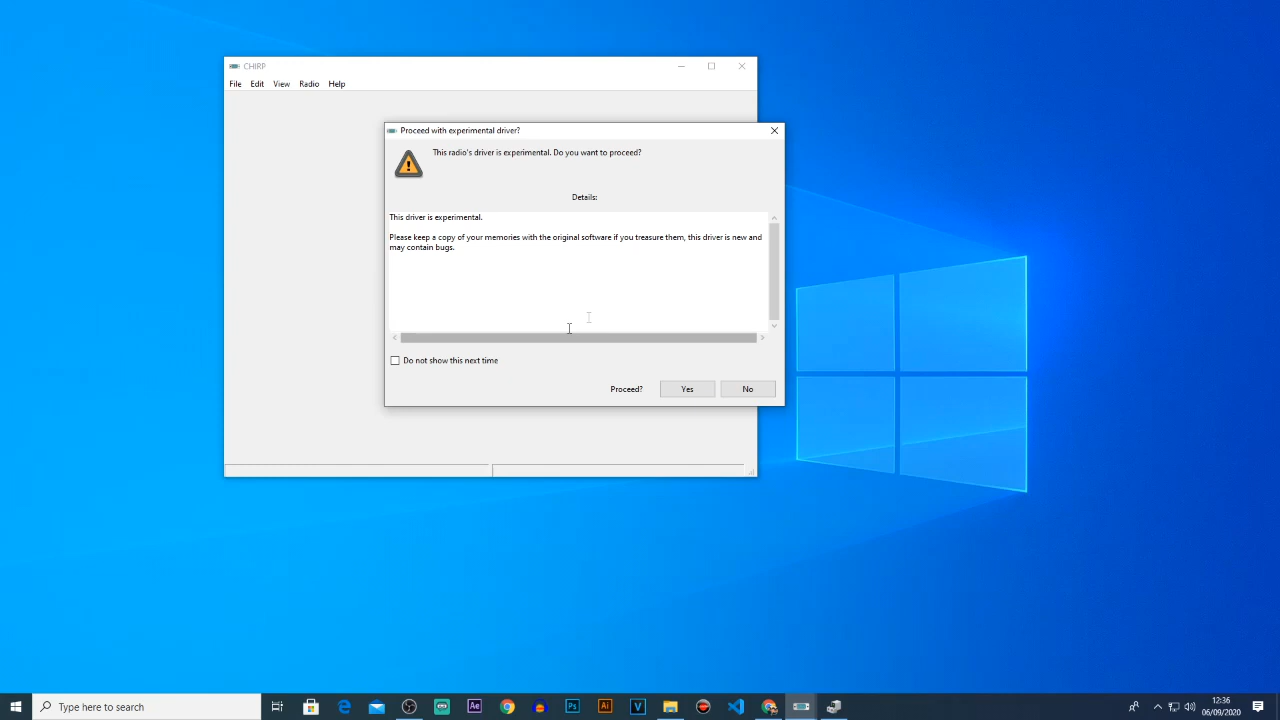 CHIRP
File Edit View Radio Help
Proceed with experimental driver?
This radio's driver is experimental. Do you want to proceed?
Details:
This driver is experimental.
Please keep a copy of your memories with the original software if you treasure them, this driver is new and
may contain bugs.
Do not show this next time
Proceed? Yes No
Type here to search
Ae Ps Ai V
12:36
06/09/2020